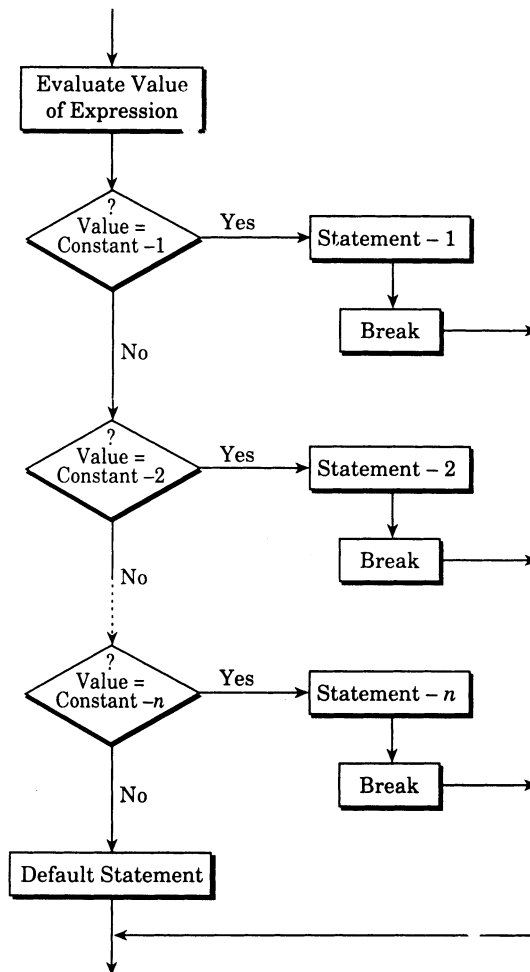 Evaluate Value
of Expression
?
Value =
Constant –1
Yes
Statement – 1
Break
No
?
Value =
Constant –2
Yes
Statement – 2
Break
No
?
Value =
Constant –n
Yes
Statement – n
Break
No
Default Statement